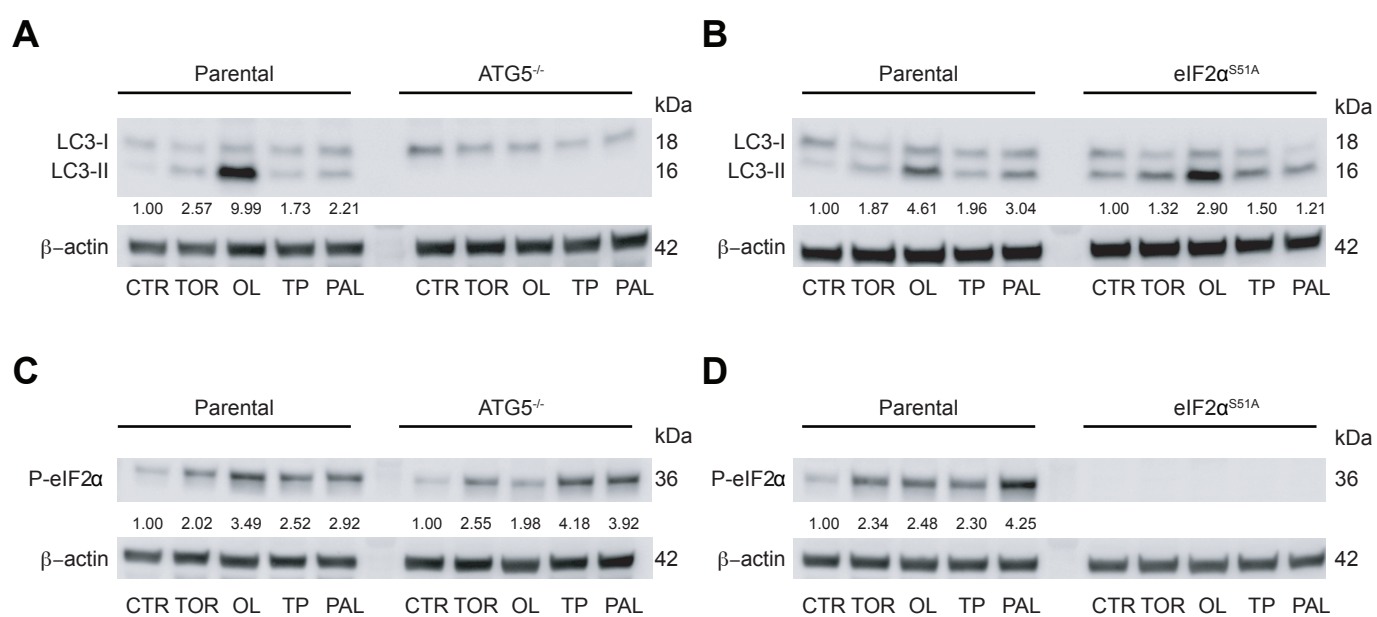 A
Parental ATG5-/-
kDa
LC3-I 18
LC3-II 16
1.00 2.57 9.99 1.73 2.21
β–actin 42
CTR TOR OL TP PAL CTR TOR OL TP PAL
B
Parental eIF2αS51A
kDa
LC3-I 18
LC3-II 16
1.00 1.87 4.61 1.96 3.04 1.00 1.32 2.90 1.50 1.21
β–actin 42
CTR TOR OL TP PAL CTR TOR OL TP PAL
C
Parental ATG5-/-
kDa
P-eIF2α 36
1.00 2.02 3.49 2.52 2.92 1.00 2.55 1.98 4.18 3.92
β–actin 42
CTR TOR OL TP PAL CTR TOR OL TP PAL
D
Parental eIF2αS51A
kDa
P-eIF2α 36
1.00 2.34 2.48 2.30 4.25
β–actin 42
CTR TOR OL TP PAL CTR TOR OL TP PAL